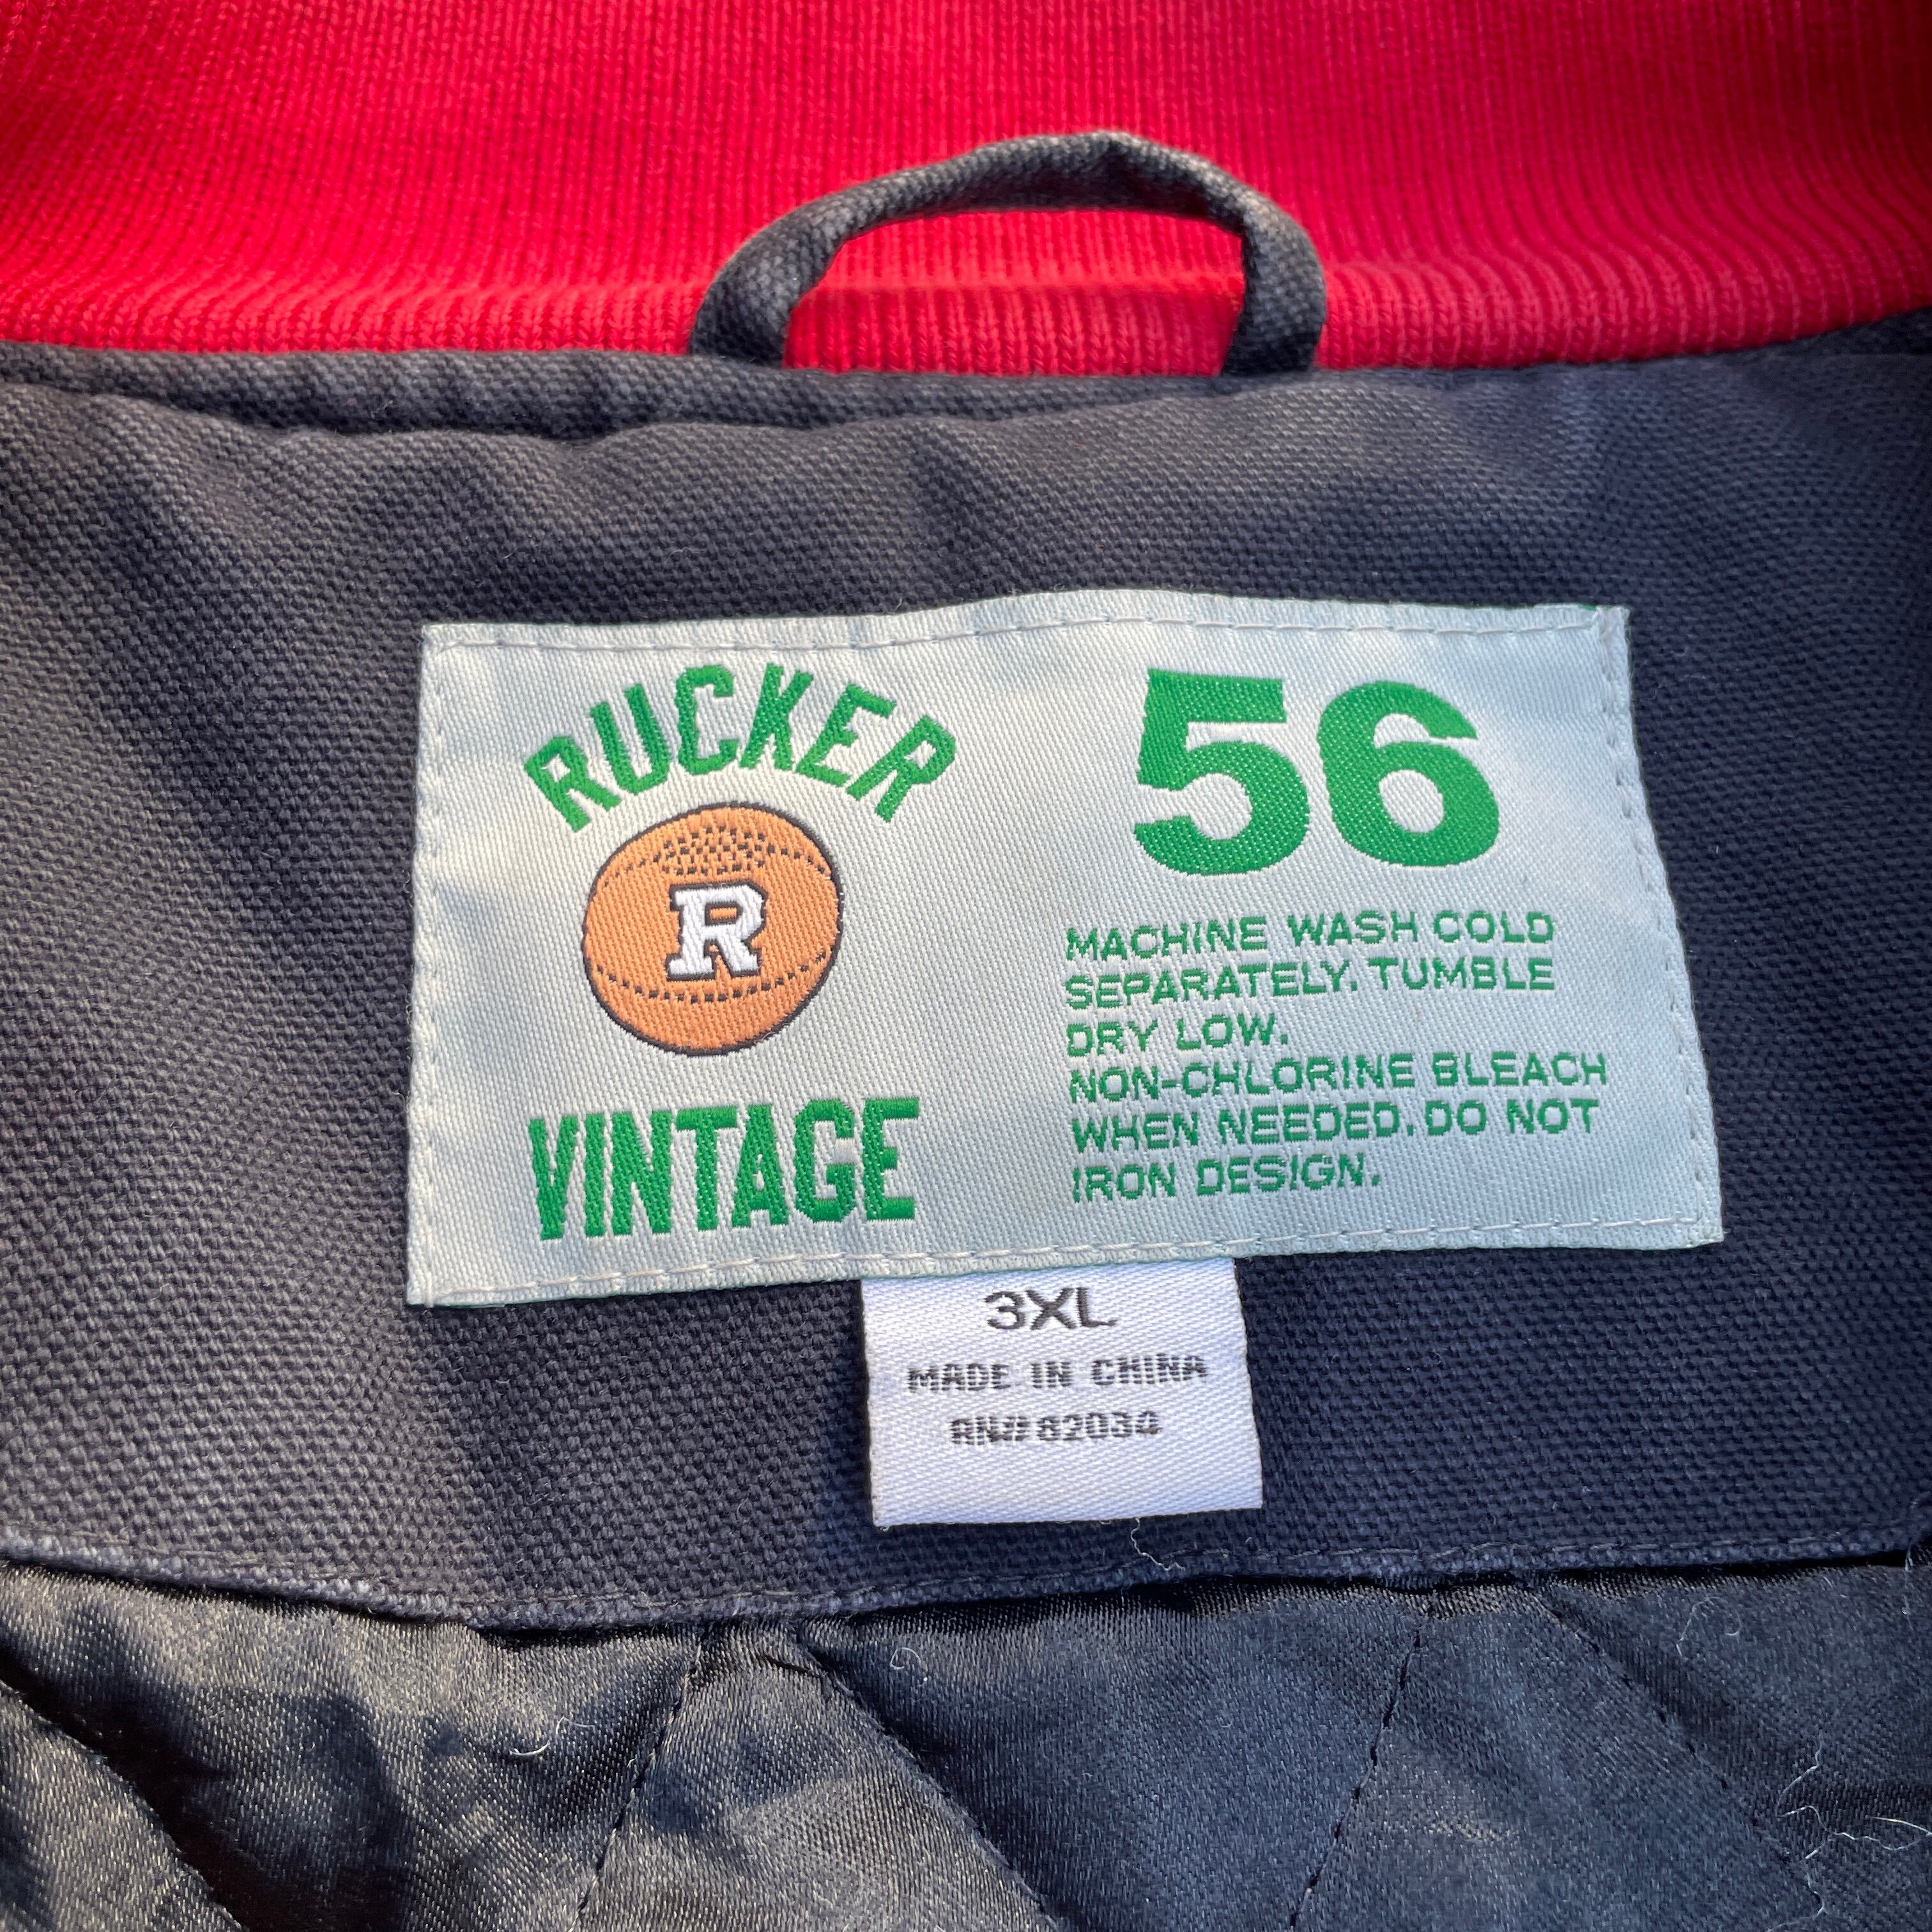 RUCKER
R
VINTAGE
56
MACHINE WASH COLD
SEPARATELY. TUMBLE
DRY LOW.
NON-CHLORINE BLEACH
WHEN NEEDED. DO NOT
IRON DESIGN.
3XL
MADE IN CHINA
RN# 82034